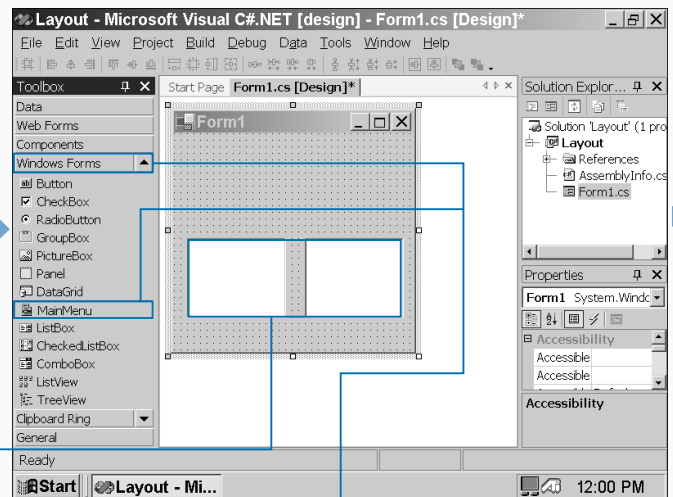 Layout - Microsoft Visual C#.NET [design] - Form1.cs [Design]*
File Edit View Project Build Debug Data Tools Window Help
Toolbox
Start Page Form1.cs [Design]*
Solution Explor...
Data
Web Forms
Components
Windows Forms
Button
CheckBox
RadioButton
GroupBox
PictureBox
Panel
DataGrid
MainMenu
ListBox
CheckedListBox
ComboBox
ListView
TreeView
Clipboard Ring
General
Form1
Solution 'Layout' (1 pro
Layout
References
AssemblyInfo.cs
Form1.cs
Properties
Form1 System.Windc
Accessibility
Accessible
Accessible
Accessibility
Ready
Start
Layout - Mi...
12:00 PM